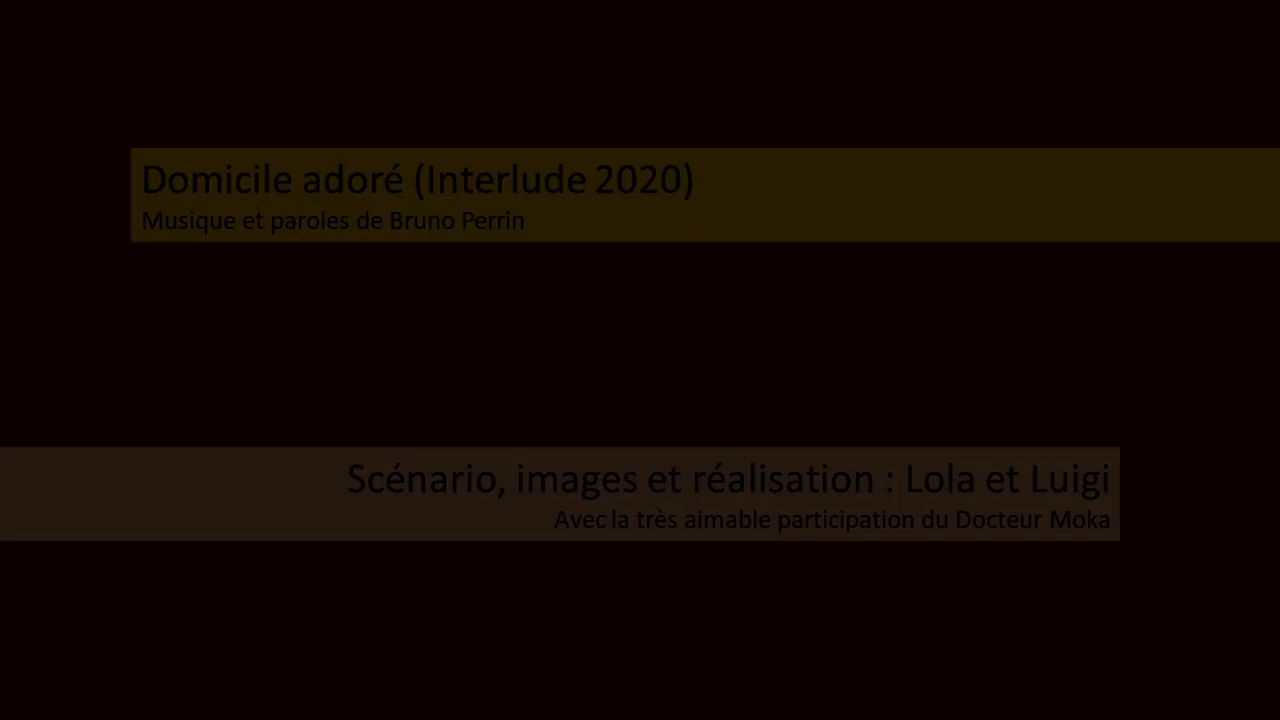 Domicile adoré (Interlude 2020)
Musique et paroles de Bruno Perrin
Scénario, images et réalisation : Lola et Luigi
Avec la très aimable participation du Docteur Moka